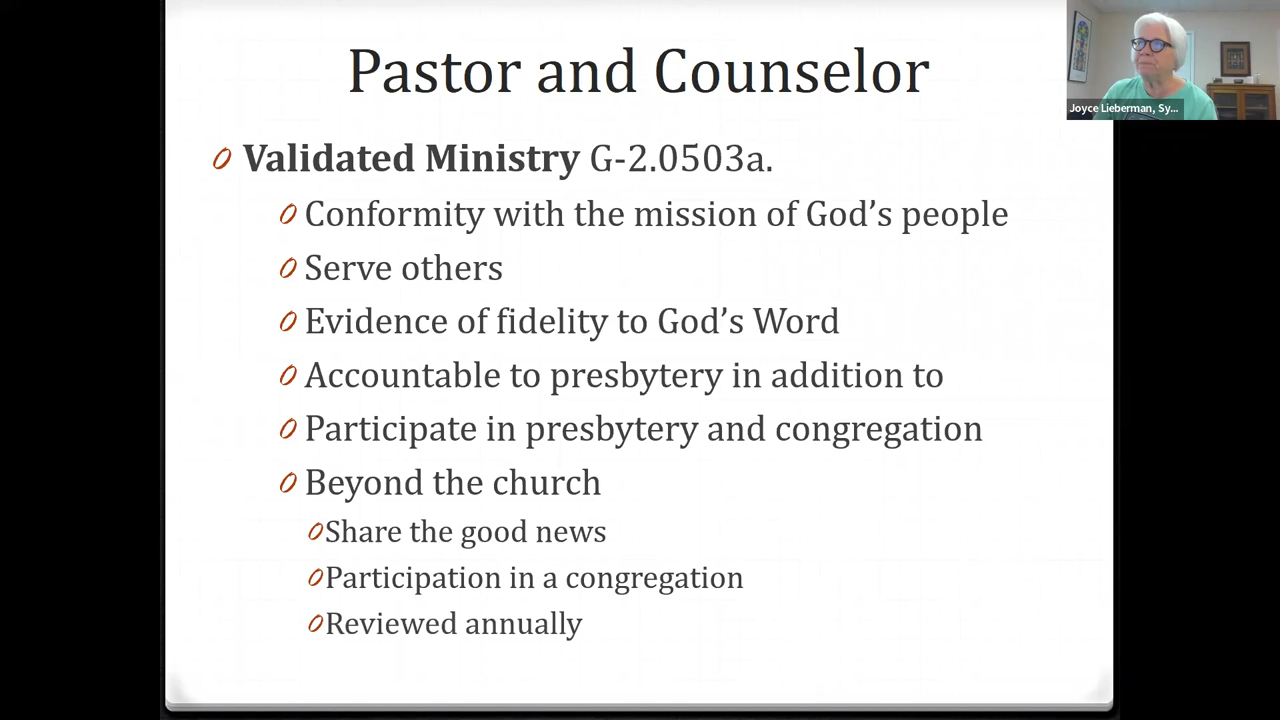 Pastor and Counselor
Joyce Lieberman, Sy...
Validated Ministry G-2.0503a.
Conformity with the mission of God’s people
Serve others
Evidence of fidelity to God’s Word
Accountable to presbytery in addition to
Participate in presbytery and congregation
Beyond the church
Share the good news
Participation in a congregation
Reviewed annually